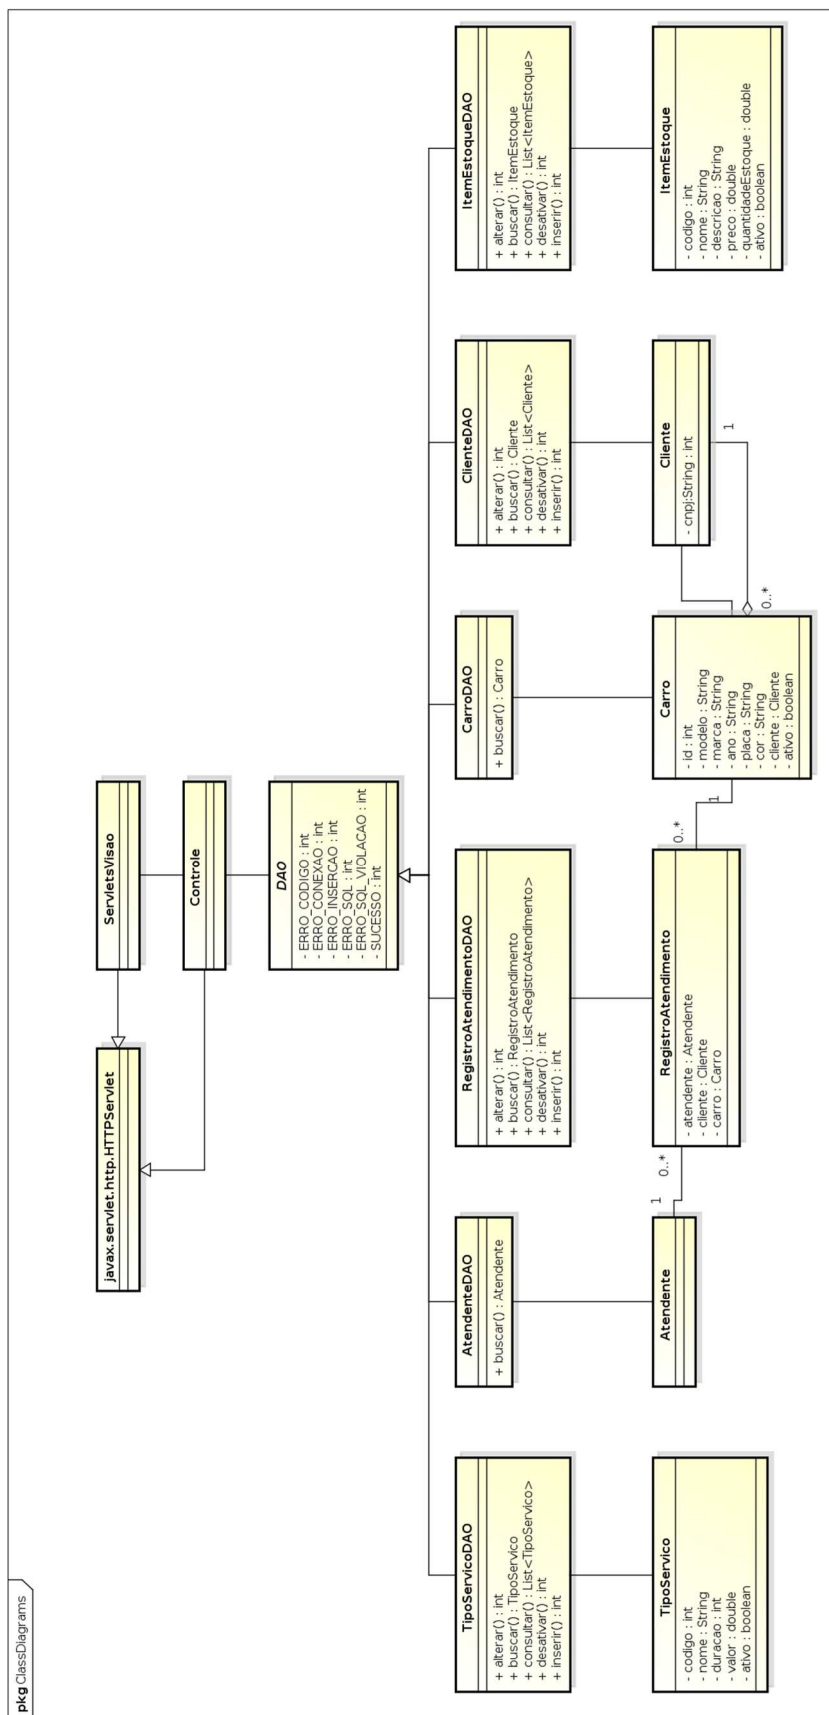 pkg ClassDiagrams
javax.servlet.http.HTTPServlet
ServletsVisao
Controle
DAO
- ERRO_CODIGO : int
- ERRO_CONEXAO : int
- ERRO_INSERCAO : int
- ERRO_SQL : int
- ERRO_SQL_VIOLACAO : int
- SUCESSO : int
TipoServicoDAO
+ alterar() : int
+ buscar() : TipoServico
+ consultar() : List<TipoServico>
+ desativar() : int
+ inserir() : int
AtendenteDAO
+ buscar() : Atendente
RegistroAtendimentoDAO
+ alterar() : int
+ buscar() : RegistroAtendimento
+ consultar() : List<RegistroAtendimento>
+ desativar() : int
+ inserir() : int
CarroDAO
+ buscar() : Carro
ClienteDAO
+ alterar() : int
+ buscar() : Cliente
+ consultar() : List<Cliente>
+ desativar() : int
+ inserir() : int
ItemEstoqueDAO
+ alterar() : int
+ buscar() : ItemEstoque
+ consultar() : List<ItemEstoque>
+ desativar() : int
+ inserir() : int
TipoServico
- codigo : int
- nome : String
- duracao : int
- valor : double
- ativo : boolean
Atendente
1
0..*
RegistroAtendimento
- atendente : Atendente
- cliente : Cliente
- carro : Carro
0..*
1
Carro
- id : int
- modelo : String
- marca : String
- ano : String
- placa : String
- cor : String
- cliente : Cliente
- ativo : boolean
0..*
1
Cliente
- cnpj:String : int
ItemEstoque
- codigo : int
- nome : String
- descricao : String
- preco : double
- quantidadeEstoque : double
- ativo : boolean